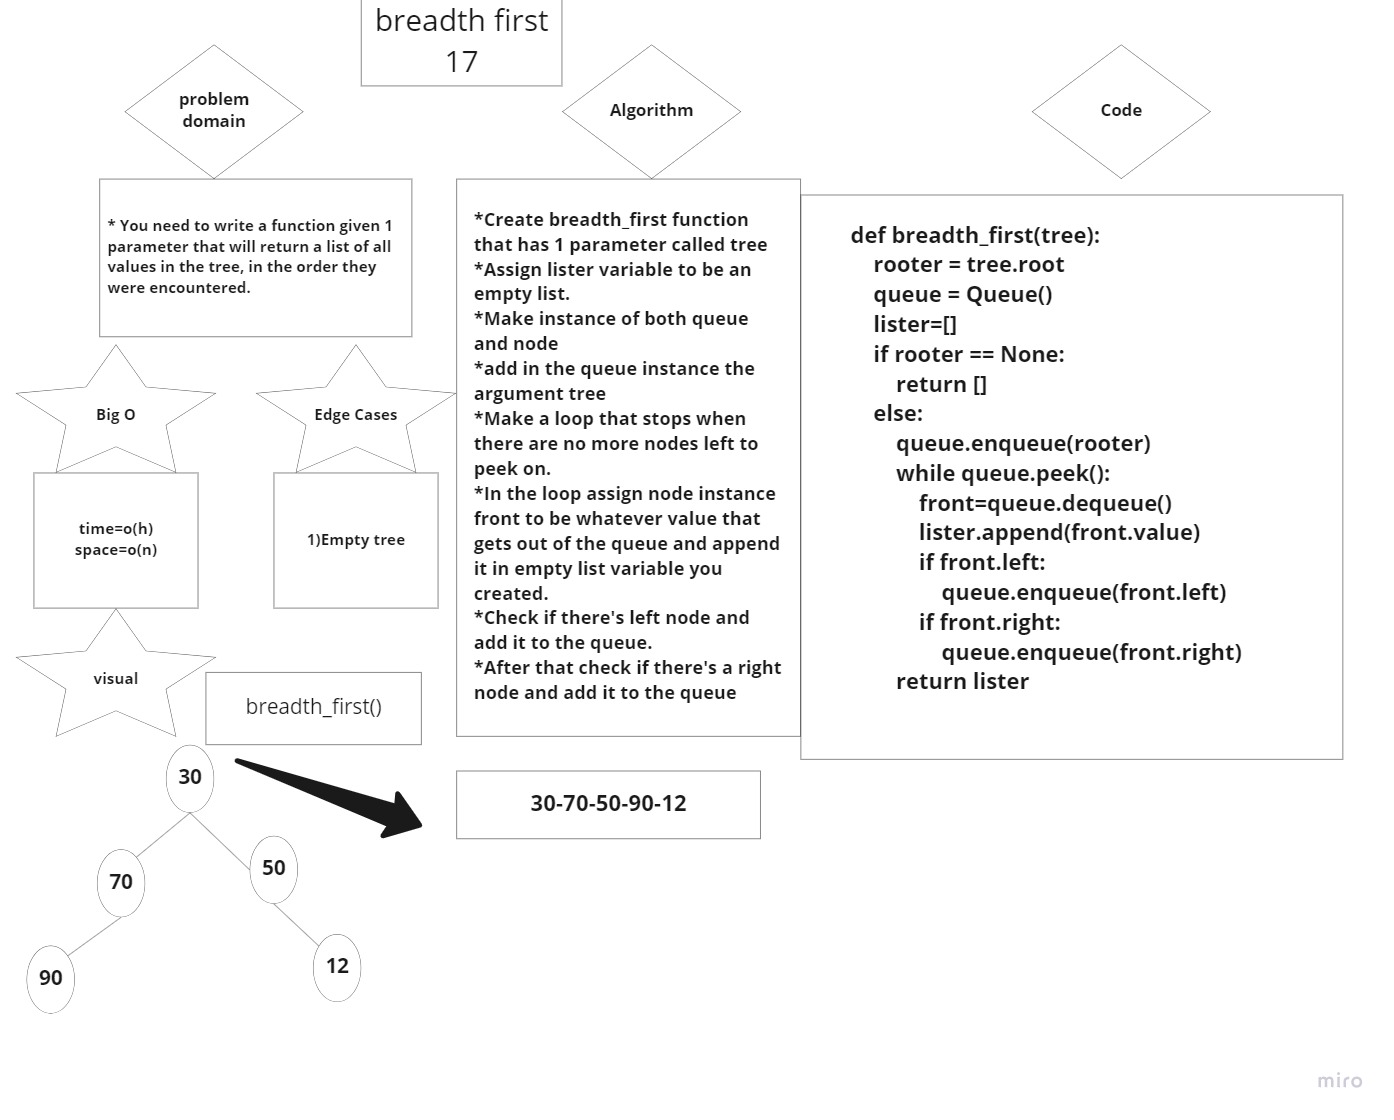 breadth first
17
problem
domain
* You need to write a function given 1
parameter that will return a list of all
values in the tree, in the order they
were encountered.
Big O
Edge Cases
time=o(h)
space=o(n)
1)Empty tree
visual
breadth_first()
30
70
50
90
12
30-70-50-90-12
Algorithm
*Create breadth_first function
that has 1 parameter called tree
*Assign lister variable to be an
empty list.
*Make instance of both queue
and node
*add in the queue instance the
argument tree
*Make a loop that stops when
there are no more nodes left to
peek on.
*In the loop assign node instance
front to be whatever value that
gets out of the queue and append
it in empty list variable you
created.
*Check if there's left node and
add it to the queue.
*After that check if there's a right
node and add it to the queue
Code
def breadth_first(tree):
rooter = tree.root
queue = Queue()
lister=[]
if rooter == None:
return []
else:
queue.enqueue(rooter)
while queue.peek():
front=queue.dequeue()
lister.append(front.value)
if front.left:
queue.enqueue(front.left)
if front.right:
queue.enqueue(front.right)
return lister
miro